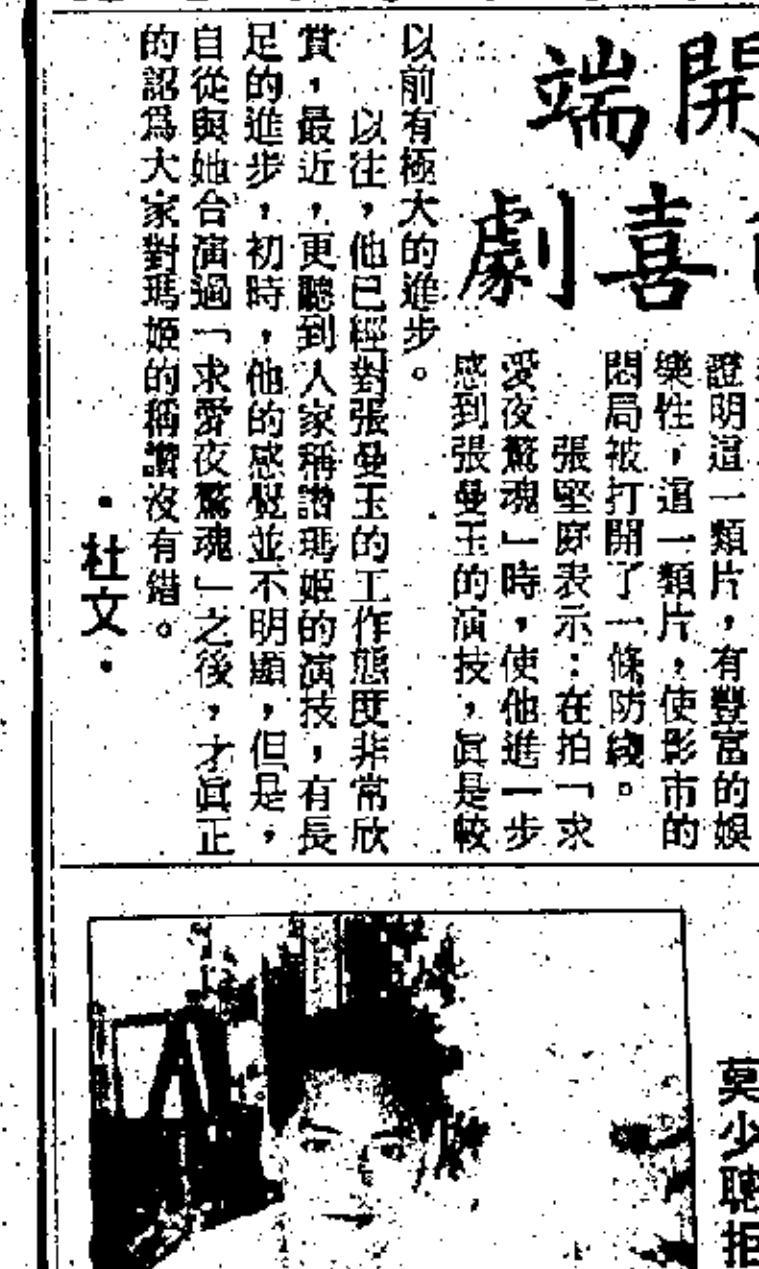 開端
喜劇
證明這一類片，有豐富的娛
樂性，這一類片，使影市的
悶局被打開了一條防綫。
張堅庭表示：在拍「求
愛夜驚魂」時，使他進一步
感到張曼玉的演技，眞是較
以前有極大的進步。
以往，他已經對張曼玉的工作態度非常欣
賞，最近，更聽到人家稱讚瑪姬的演技，有長
足的進步，初時，他的感覺並不明顯，但是，
自從與她合演過「求愛夜驚魂」之後，才眞正
的認爲大家對瑪姬的稱讚沒有錯。
・杜文・
莫少聰拒